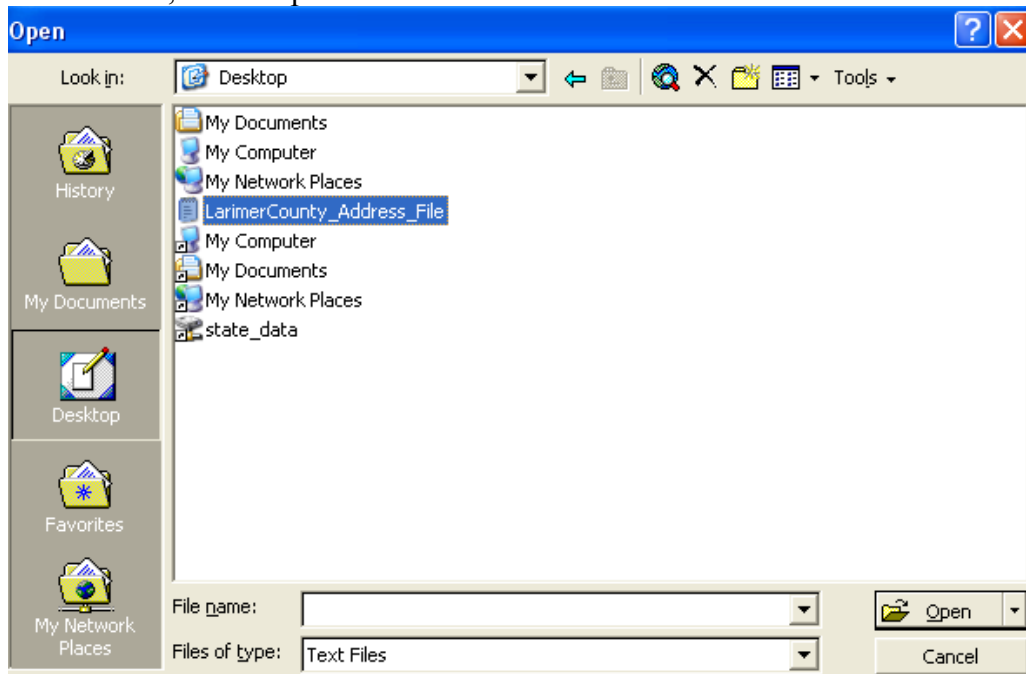 Open
Look in:
Desktop
Tools
My Documents
My Computer
My Network Places
LarimerCounty_Address_File
My Computer
My Documents
My Network Places
state_data
History
My Documents
Desktop
Favorites
My Network
Places
File name:
Open
Files of type:
Text Files
Cancel